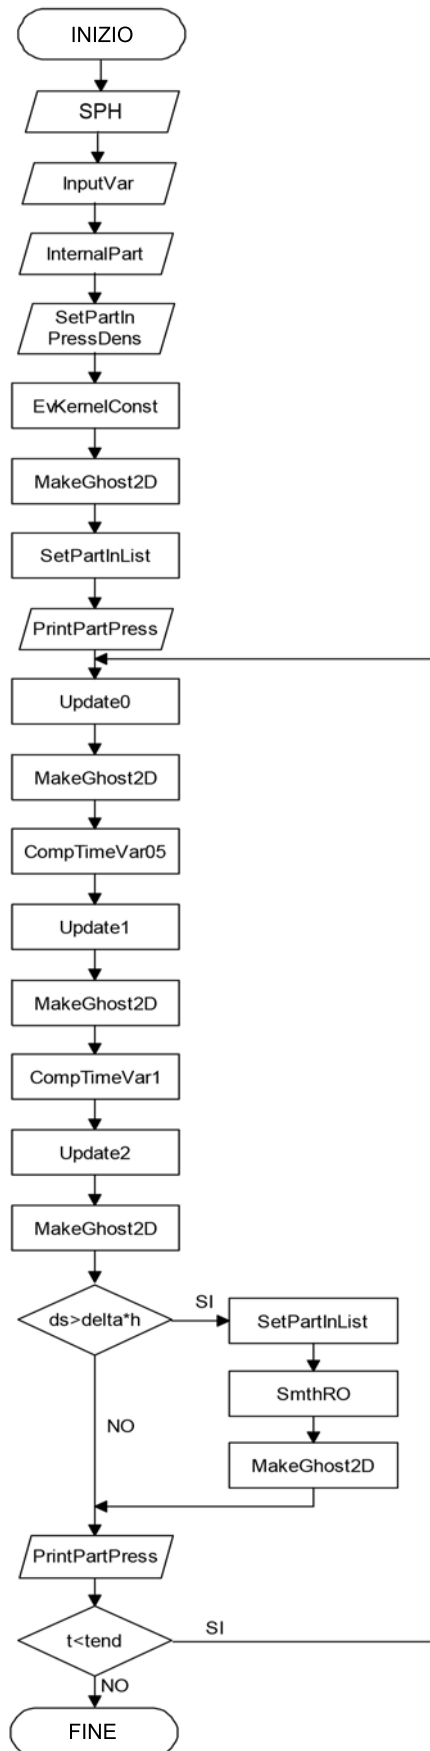 INIZIO
SPH
InputVar
InternalPart
SetPartIn
PressDens
EvKernelConst
MakeGhost2D
SetPartInList
PrintPartPress
Update0
MakeGhost2D
CompTimeVar05
Update1
MakeGhost2D
CompTimeVar1
Update2
MakeGhost2D
ds>delta*h
SI
SetPartInList
SmthRO
MakeGhost2D
NO
PrintPartPress
t<tend
SI
NO
FINE